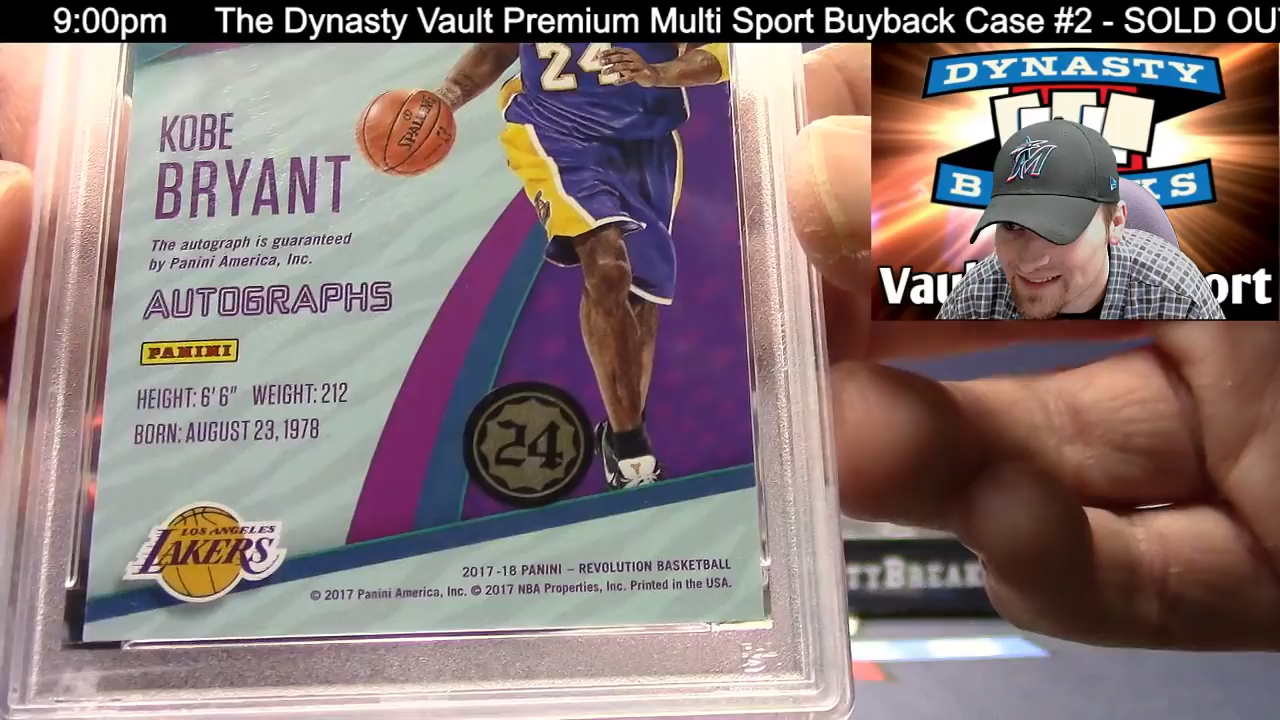 9:00pm The Dynasty Vault Premium Multi Sport Buyback Case #2 - SOLD OU
DYNASTY
B KS
Vau ort
24
SPALDING
KOBE
BRYANT
The autograph is guaranteed
by Panini America, Inc.
AUTOGRAPHS
PANINI
HEIGHT: 6'6" WEIGHT: 212
BORN: AUGUST 23, 1978
24
LOS ANGELES
LAKERS
2017-18 PANINI – REVOLUTION BASKETBALL
© 2017 Panini America, Inc. © 2017 NBA Properties, Inc. Printed in the USA.